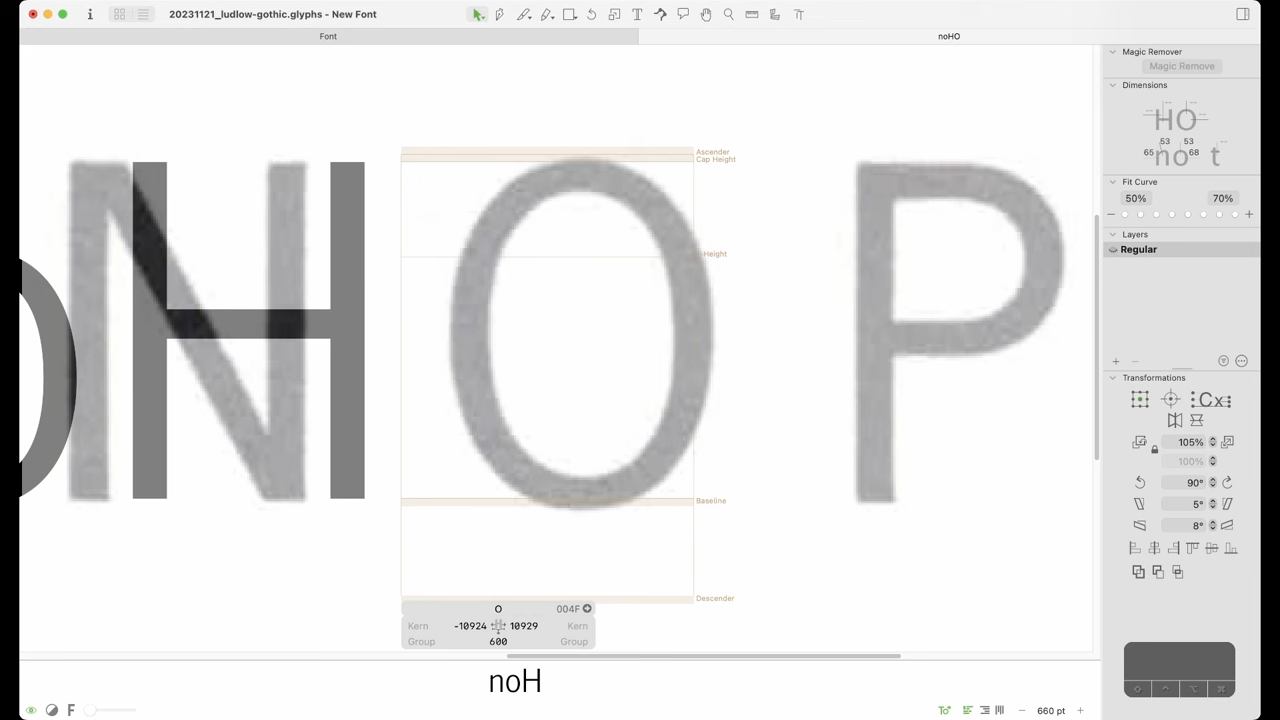 20231121_ludlow-gothic.glyphs - New Font
Font
noHO
N H O P
Ascender
Cap Height
Height
Baseline
Descender
O 004F
Kern -10924 10929 Kern
Group 600 Group
noH
F
660 pt
Magic Remover
Magic Remove
Dimensions
HO
53 53
65 no 68 t
Fit Curve
50% 70%
Layers
Regular
Transformations
Cx
105%
100%
90°
5°
8°